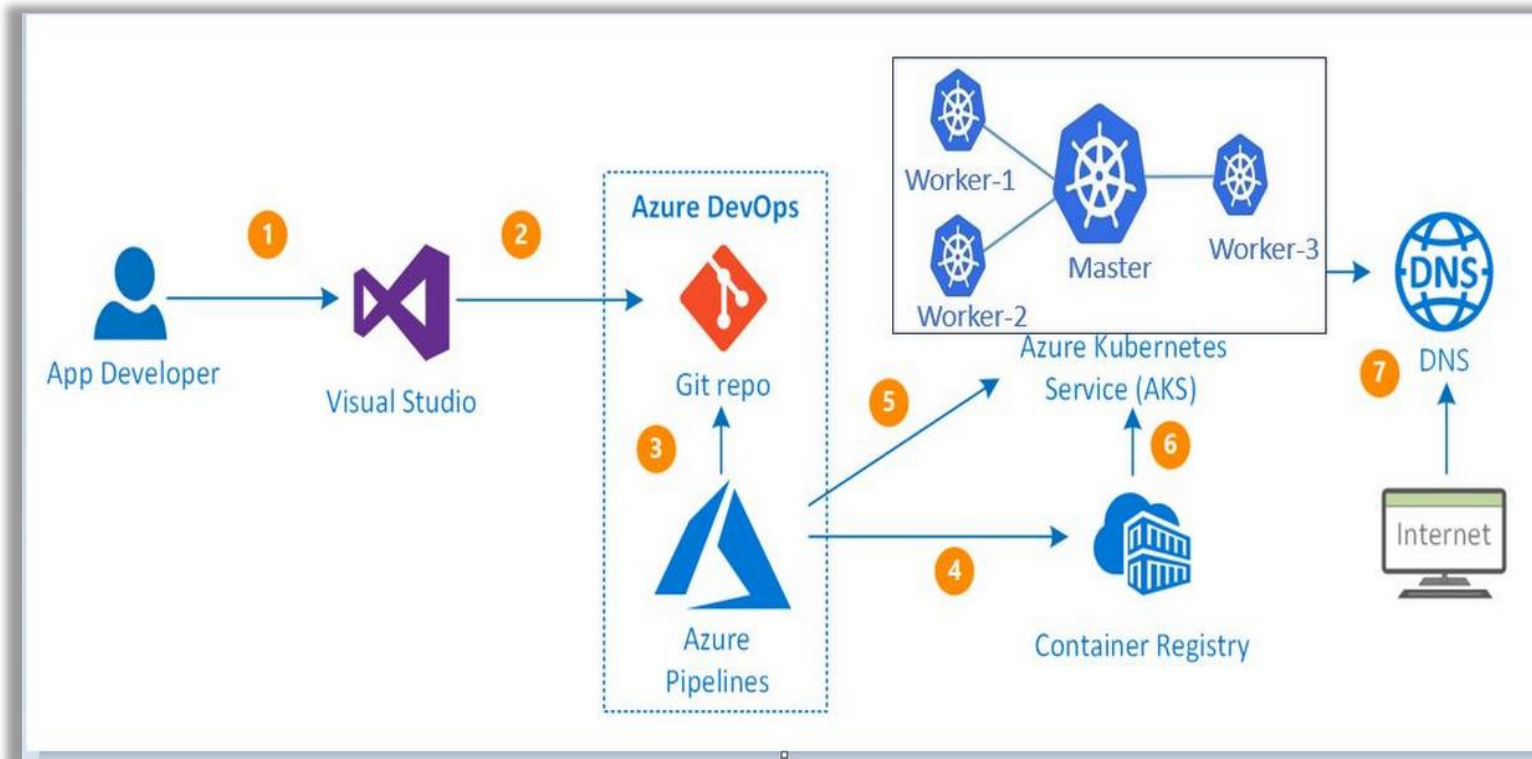 1
2
Azure DevOps
App Developer
Visual Studio
Git repo
3
Azure
Pipelines
5
4
Worker-1
Worker-2
Master
Worker-3
Azure Kubernetes
Service (AKS)
6
Container Registry
DNS
DNS
7
Internet